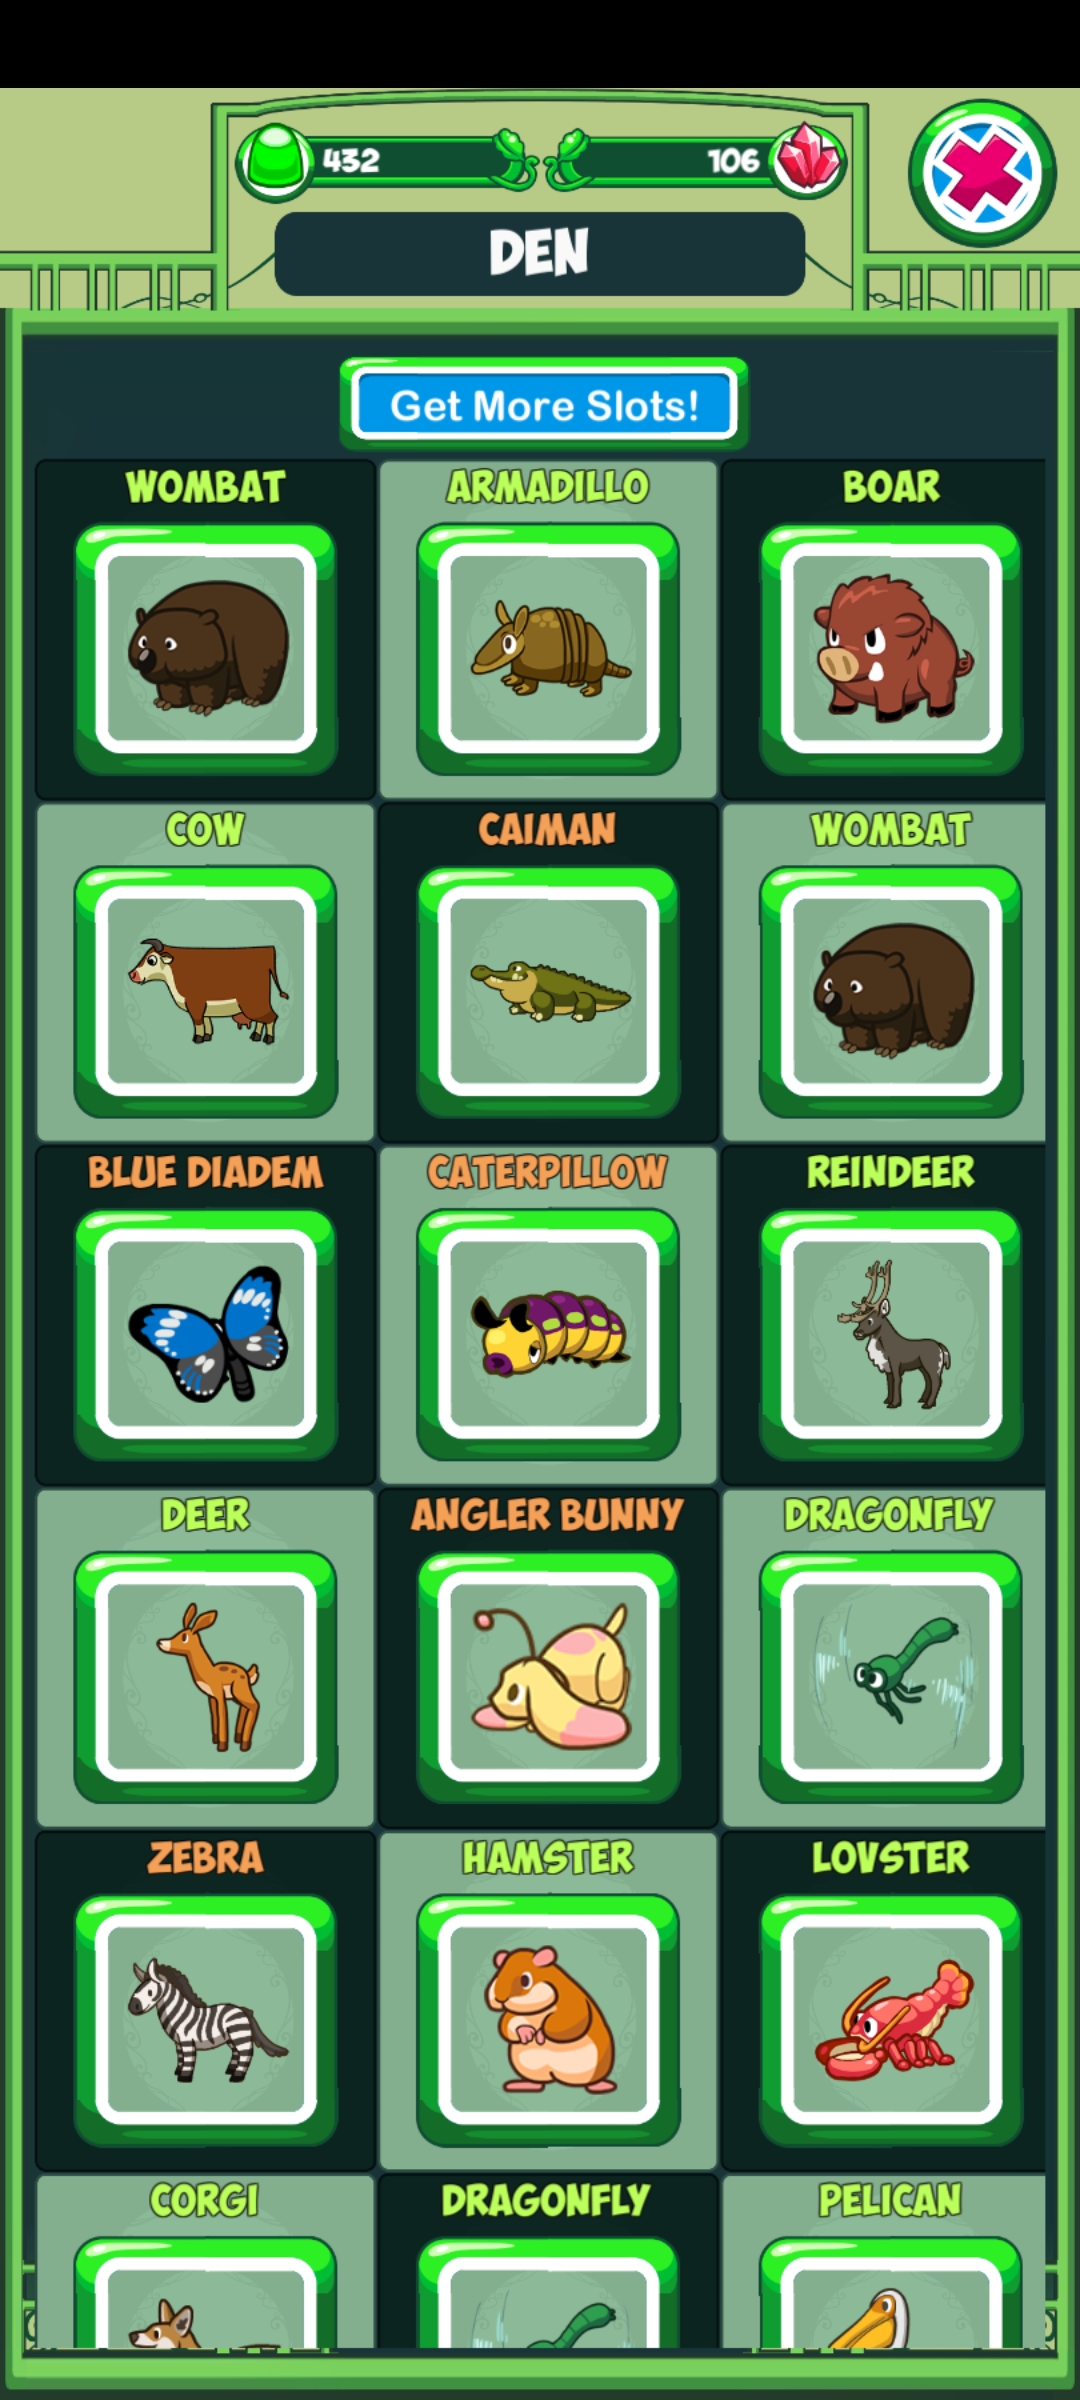 432
106
DEN
Get More Slots!
WOMBAT
ARMADILLO
BOAR
COW
CAIMAN
WOMBAT
BLUE DIADEM
CATERPILLOW
REINDEER
DEER
ANGLER BUNNY
DRAGONFLY
ZEBRA
HAMSTER
LOVSTER
CORGI
DRAGONFLY
PELICAN